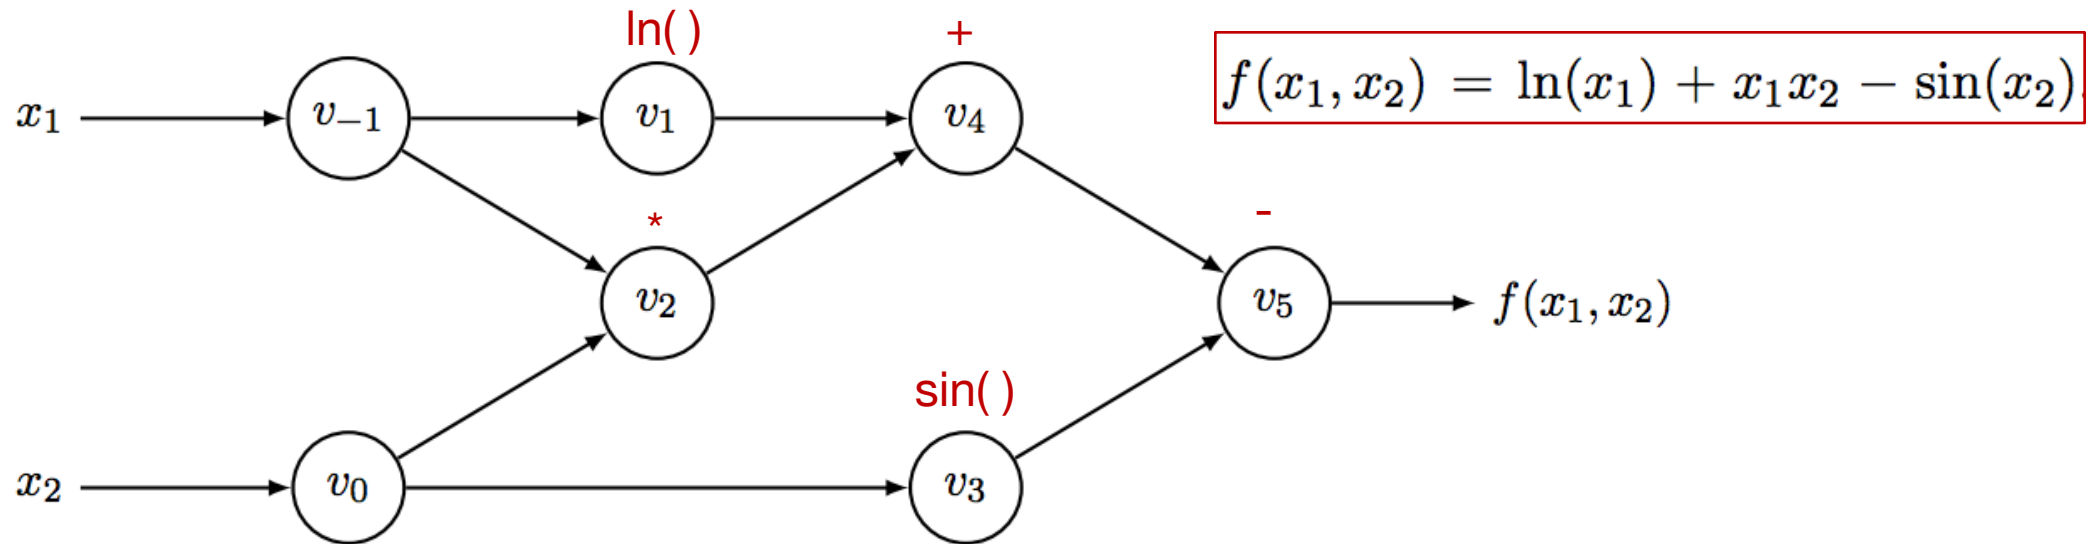 ln( )
+
f(x₁, x₂) = ln(x₁) + x₁x₂ − sin(x₂).
x₁
v₋₁
v₁
v₄
*
-
v₂
v₅
f(x₁, x₂)
sin( )
x₂
v₀
v₃